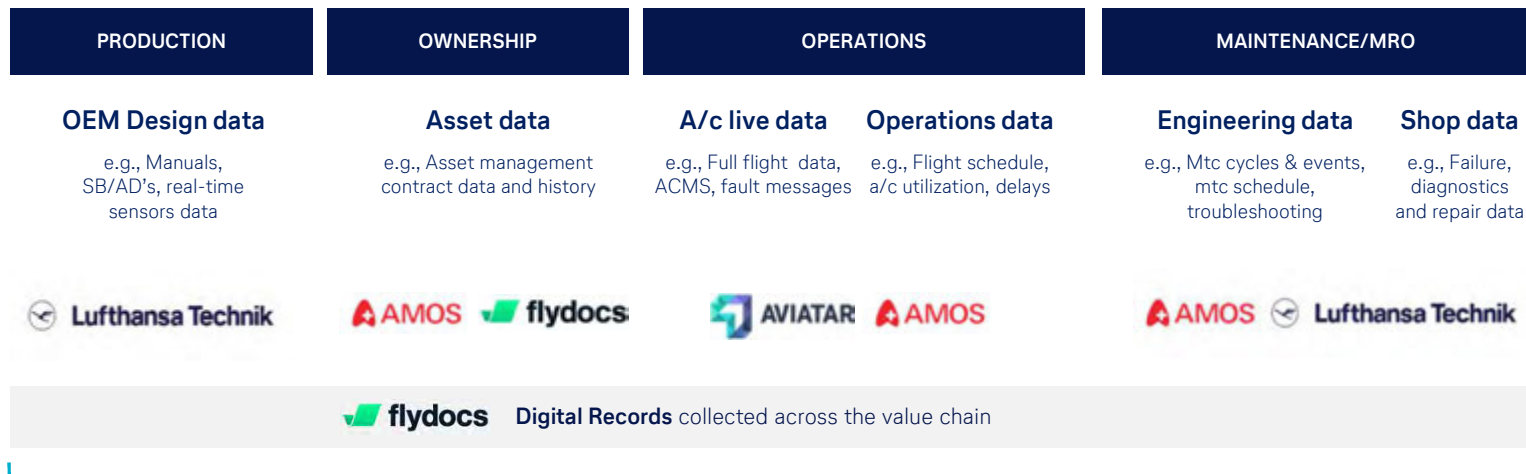 PRODUCTION
OWNERSHIP
OPERATIONS
MAINTENANCE/MRO
OEM Design data
e.g., Manuals,
SB/AD's, real-time
sensors data
Asset data
e.g., Asset management
contract data and history
A/c live data
e.g., Full flight data,
ACMS, fault messages
Operations data
e.g., Flight schedule,
a/c utilization, delays
Engineering data
e.g., Mtc cycles & events,
mtc schedule,
troubleshooting
Shop data
e.g., Failure,
diagnostics
and repair data
Lufthansa Technik
AMOS
flydocs
AVIATAR
AMOS
AMOS
Lufthansa Technik
flydocs Digital Records collected across the value chain